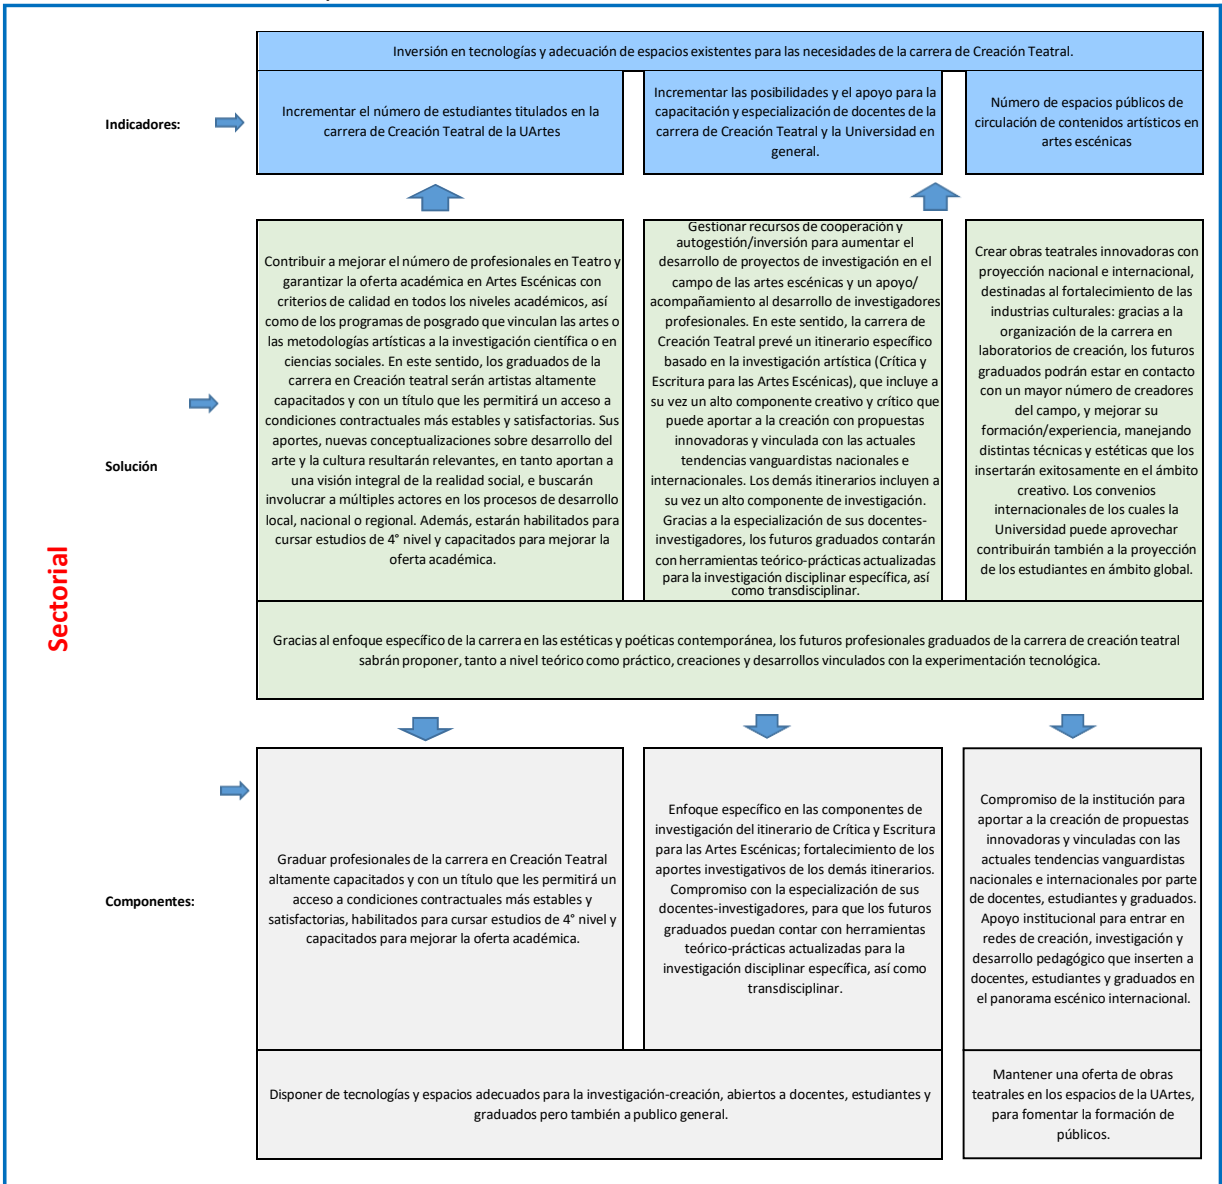 Inversión en tecnologías y adecuación de espacios existentes para las necesidades de la carrera de Creación Teatral.
Indicadores:
Incrementar el número de estudiantes titulados en la
carrera de Creación Teatral de la UArtes
Incrementar las posibilidades y el apoyo para la
capacitación y especialización de docentes de la
carrera de Creación Teatral y la Universidad en
general.
Número de espacios públicos de
circulación de contenidos artísticos en
artes escénicas
Sectorial
Solución
Contribuir a mejorar el número de profesionales en Teatro y
garantizar la oferta académica en Artes Escénicas con
criterios de calidad en todos los niveles académicos, así
como de los programas de posgrado que vinculan las artes o
las metodologías artísticas a la investigación científica o en
ciencias sociales. En este sentido, los graduados de la
carrera en Creación teatral serán artistas altamente
capacitados y con un título que les permitirá un acceso a
condiciones contractuales más estables y satisfactorias. Sus
aportes, nuevas conceptualizaciones sobre desarrollo del
arte y la cultura resultarán relevantes, en tanto aportan a
una visión integral de la realidad social, e buscarán
involucrar a múltiples actores en los procesos de desarrollo
local, nacional o regional. Además, estarán habilitados para
cursar estudios de 4° nivel y capacitados para mejorar la
oferta académica.
Gestionar recursos de cooperación y
autogestión/inversión para aumentar el
desarrollo de proyectos de investigación en el
campo de las artes escénicas y un apoyo/
acompañamiento al desarrollo de investigadores
profesionales. En este sentido, la carrera de
Creación Teatral prevé un itinerario específico
basado en la investigación artística (Crítica y
Escritura para las Artes Escénicas), que incluye a
su vez un alto componente creativo y crítico que
puede aportar a la creación con propuestas
innovadoras y vinculada con las actuales
tendencias vanguardistas nacionales e
internacionales. Los demás itinerarios incluyen a
su vez un alto componente de investigación.
Gracias a la especialización de sus docentes-
investigadores, los futuros graduados contarán
con herramientas teórico-prácticas actualizadas
para la investigación disciplinar específica, así
como transdisciplinar.
Crear obras teatrales innovadoras con
proyección nacional e internacional,
destinadas al fortalecimiento de las
industrias culturales: gracias a la
organización de la carrera en
laboratorios de creación, los futuros
graduados podrán estar en contacto
con un mayor número de creadores
del campo, y mejorar su
formación/experiencia, manejando
distintas técnicas y estéticas que los
insertarán exitosamente en el ámbito
creativo. Los convenios
internacionales de los cuales la
Universidad puede aprovechar
contribuirán también a la proyección
de los estudiantes en ámbito global.
Gracias al enfoque específico de la carrera en las estéticas y poéticas contemporánea, los futuros profesionales graduados de la carrera de creación teatral
sabrán proponer, tanto a nivel teórico como práctico, creaciones y desarrollos vinculados con la experimentación tecnológica.
Componentes:
Graduar profesionales de la carrera en Creación Teatral
altamente capacitados y con un título que les permitirá un
acceso a condiciones contractuales más estables y
satisfactorias, habilitados para cursar estudios de 4° nivel y
capacitados para mejorar la oferta académica.
Enfoque específico en las componentes de
investigación del itinerario de Crítica y Escritura
para las Artes Escénicas; fortalecimiento de los
aportes investigativos de los demás itinerarios.
Compromiso con la especialización de sus
docentes-investigadores, para que los futuros
graduados puedan contar con herramientas
teórico-prácticas actualizadas para la
investigación disciplinar específica, así como
transdisciplinar.
Compromiso de la institución para
aportar a la creación de propuestas
innovadoras y vinculadas con las
actuales tendencias vanguardistas
nacionales e internacionales por parte
de docentes, estudiantes y graduados.
Apoyo institucional para entrar en
redes de creación, investigación y
desarrollo pedagógico que inserten a
docentes, estudiantes y graduados en
el panorama escénico internacional.
Disponer de tecnologías y espacios adecuados para la investigación-creación, abiertos a docentes, estudiantes y
graduados pero también a publico general.
Mantener una oferta de obras
teatrales en los espacios de la UArtes,
para fomentar la formación de
públicos.